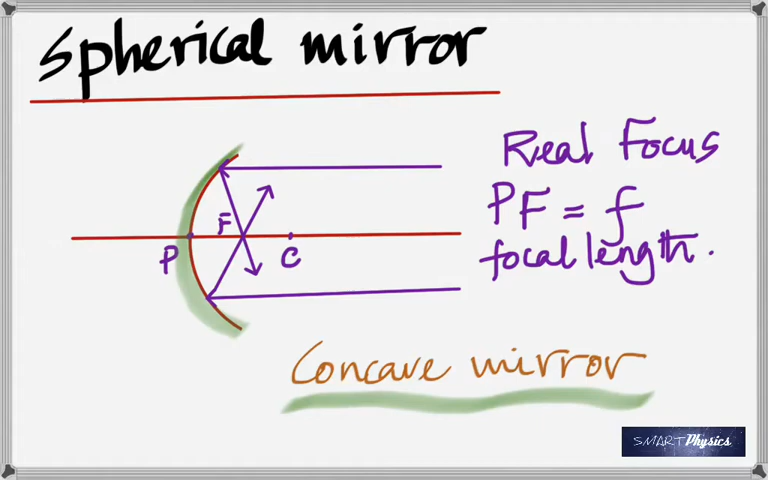 Spherical mirror
Real Focus
PF = f
focal length.
F
P
C
Concave mirror
SMARTPhysics